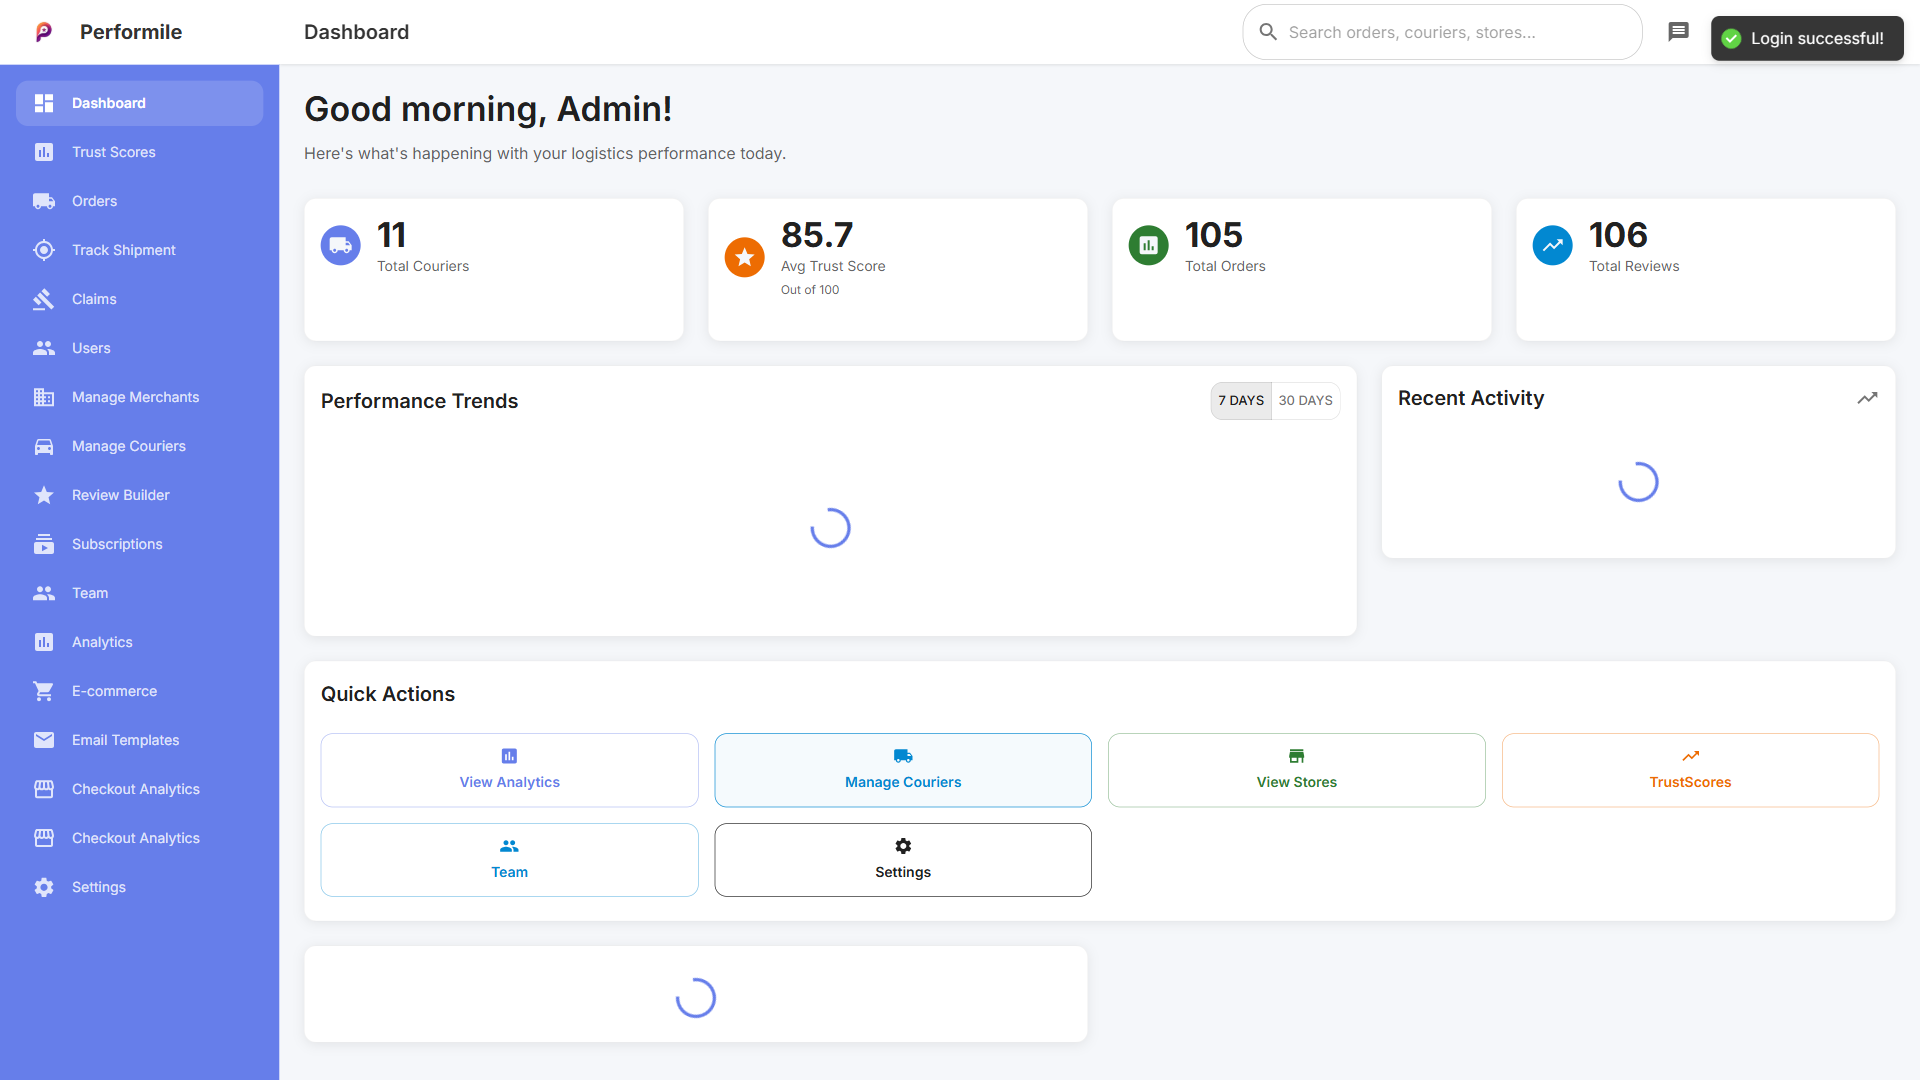 Performile
Dashboard
Search orders, couriers, stores...
Login successful!
Dashboard
Trust Scores
Orders
Track Shipment
Claims
Users
Manage Merchants
Manage Couriers
Review Builder
Subscriptions
Team
Analytics
E-commerce
Email Templates
Checkout Analytics
Checkout Analytics
Settings
Good morning, Admin!
Here's what's happening with your logistics performance today.
11
Total Couriers
85.7
Avg Trust Score
Out of 100
105
Total Orders
106
Total Reviews
Performance Trends
7 DAYS
30 DAYS
Recent Activity
Quick Actions
View Analytics
Manage Couriers
View Stores
TrustScores
Team
Settings